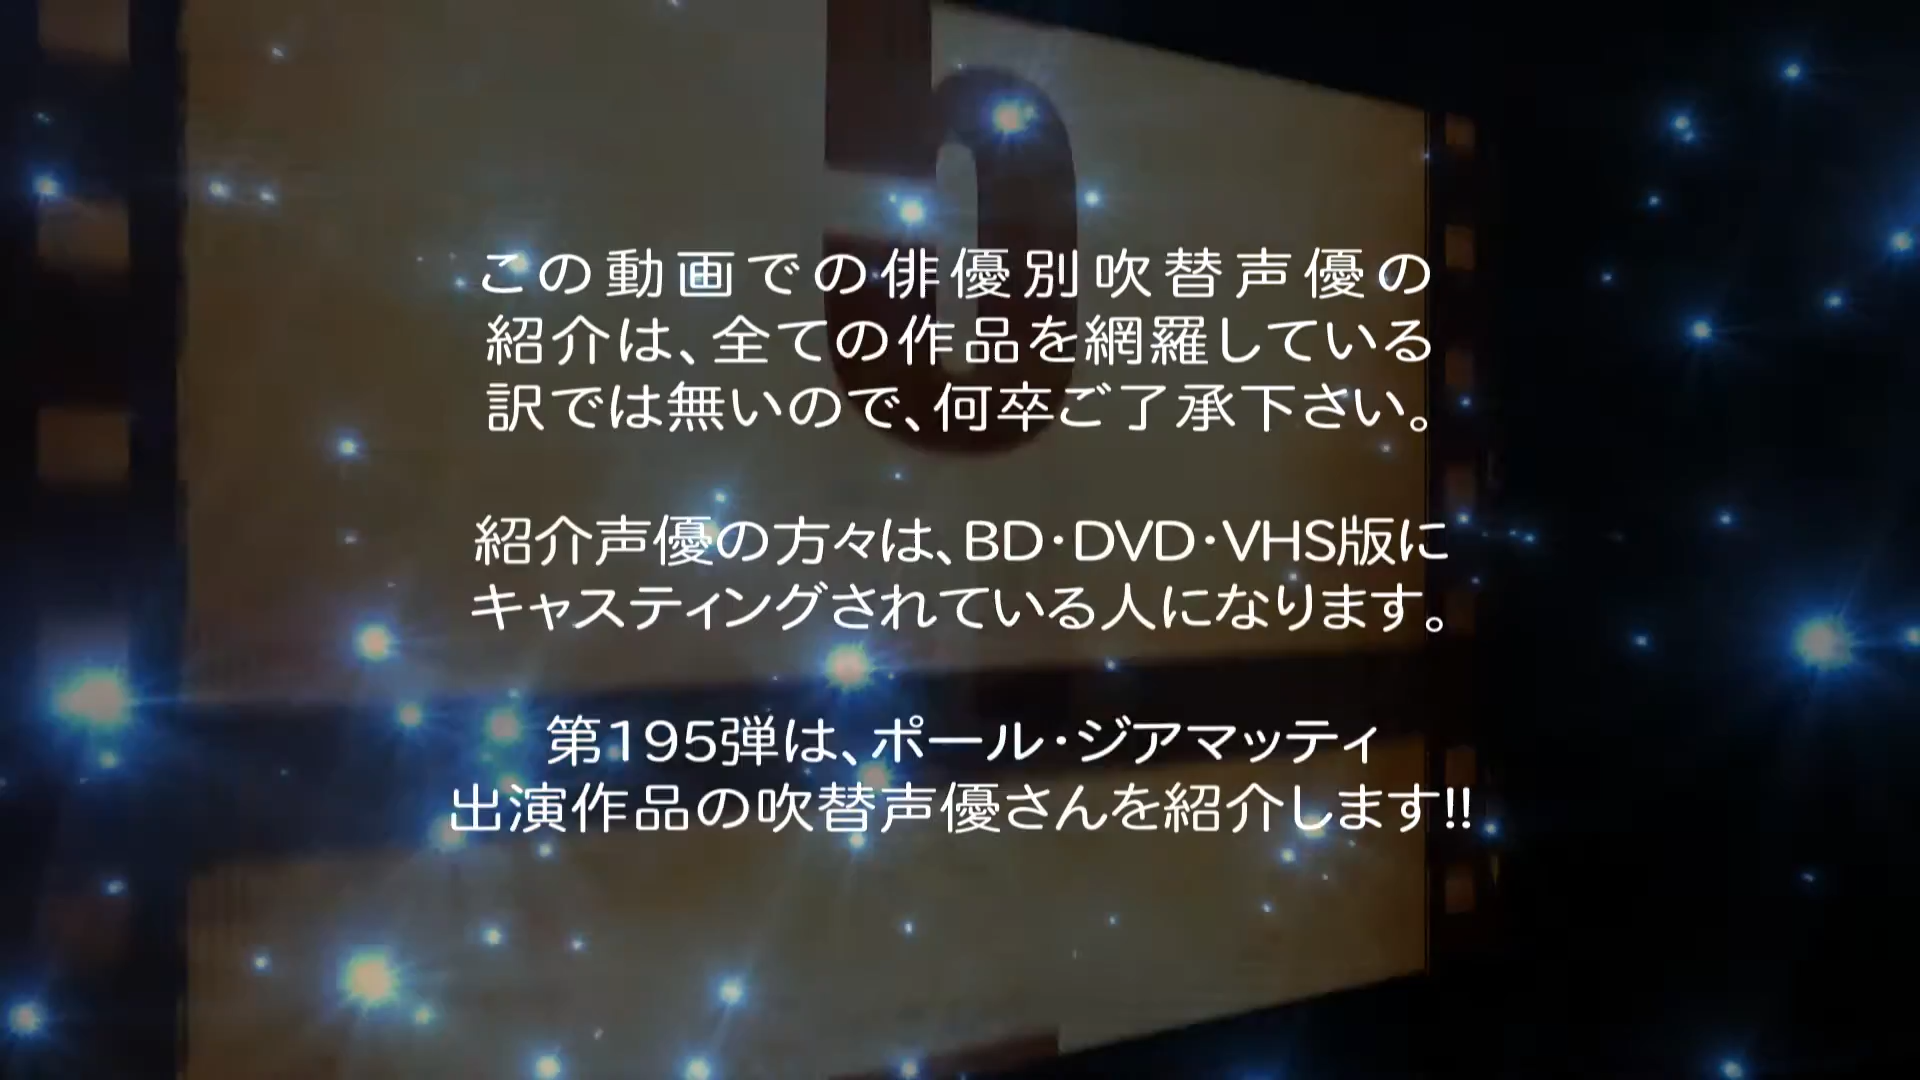 この動画での俳優別吹替声優の
紹介は、全ての作品を網羅している
訳では無いので、何卒ご了承下さい。
紹介声優の方々は、BD・DVD・VHS版に
キャスティングされている人になります。
第195弾は、ポール・ジアマッティ
出演作品の吹替声優さんを紹介します!!